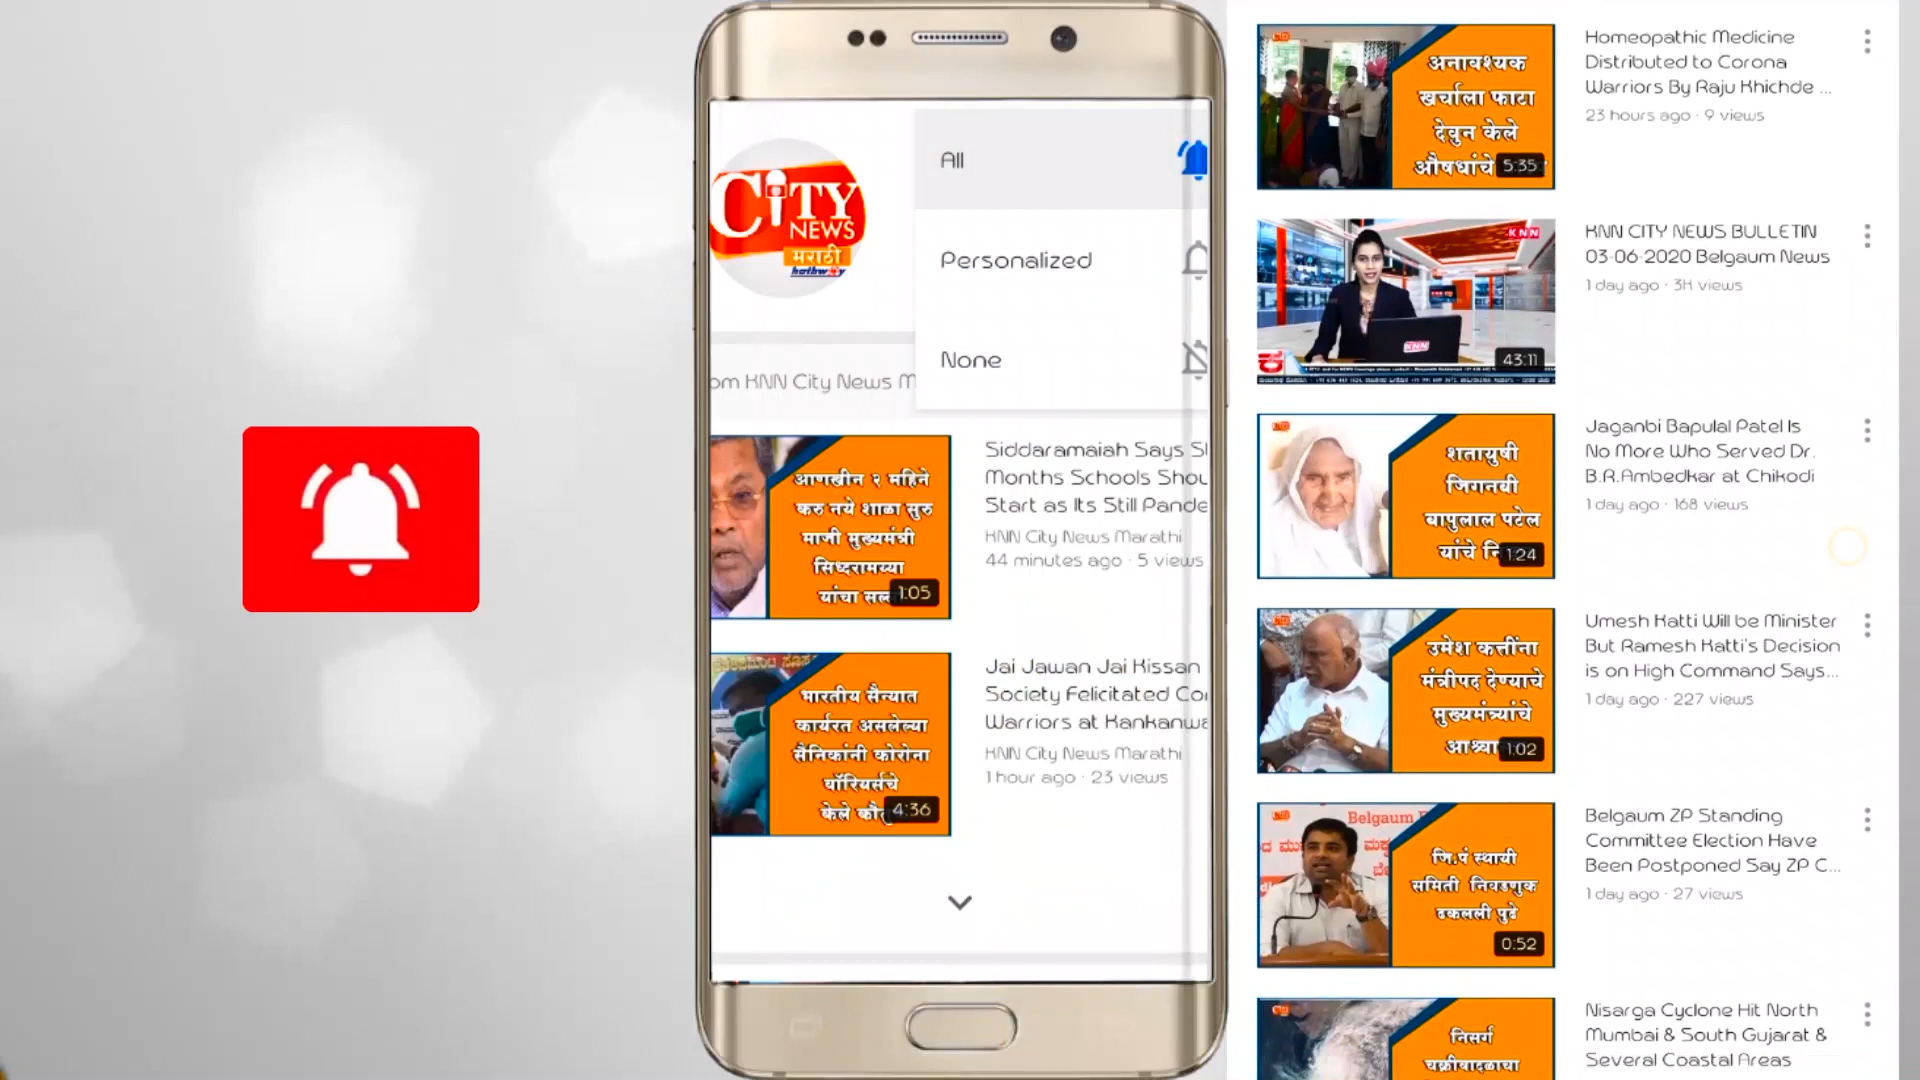 CiTY
NEWS
मराठी
hathway
All
Personalized
None
om KNN City News M
आणखीन २ महिने
करु नये शाळा सुरु
माजी मुख्यमंत्री
सिध्दरामय्या
यांचा सल्
1:05
Siddaramaiah Says
Months Schools Shou
Start as Its Still Pande
KNN City News Marathi
44 minutes ago · 5 views
भारतीय सैन्यात
कार्यरत असलेल्या
सैनिकांनी कोरोना
वॉरियर्सचे
केले कौ
4:36
Jai Jawan Jai Kissan
Society Felicitated Co
Warriors at Kankanwa
KNN City News Marathi
1 hour ago · 23 views
अनावश्यक
खर्चाला फाटा
देवुन केले
औषधांचे
5:35
Homeopathic Medicine
Distributed to Corona
Warriors By Raju Khichde ...
23 hours ago · 9 views
KNN
KNN
43:11
KNN CITY NEWS BULLETIN
03-06-2020 Belgaum News
1 day ago · 3K views
शतायुषी
जिगनबी
बापुलाल पटेल
यांचे नि
1:24
Jaganbi Bapulal Patel Is
No More Who Served Dr.
B.R.Ambedkar at Chikodi
1 day ago · 168 views
उमेश कत्तींना
मंत्रीपद देण्याचे
मुख्यमंत्र्यांचे
आश्वा
1:02
Umesh Katti Will be Minister
But Ramesh Katti's Decision
is on High Command Says...
1 day ago · 227 views
Belgaum
जि.पं स्थायी
समिती निवडणुक
ढकलली पुढे
0:52
Belgaum ZP Standing
Committee Election Have
Been Postponed Say ZP C...
1 day ago · 27 views
निसर्ग
चक्रीवादळाचा
Nisarga Cyclone Hit North
Mumbai & South Gujarat &
Several Coastal Areas